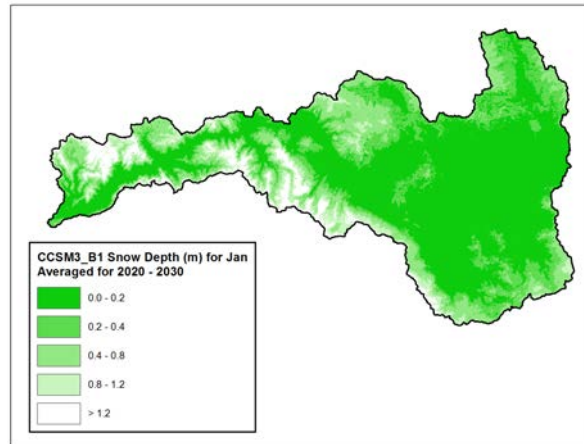 CCSM3_B1 Snow Depth (m) for Jan
Averaged for 2020 - 2030
0.0 - 0.2
0.2 - 0.4
0.4 - 0.8
0.8 - 1.2
> 1.2